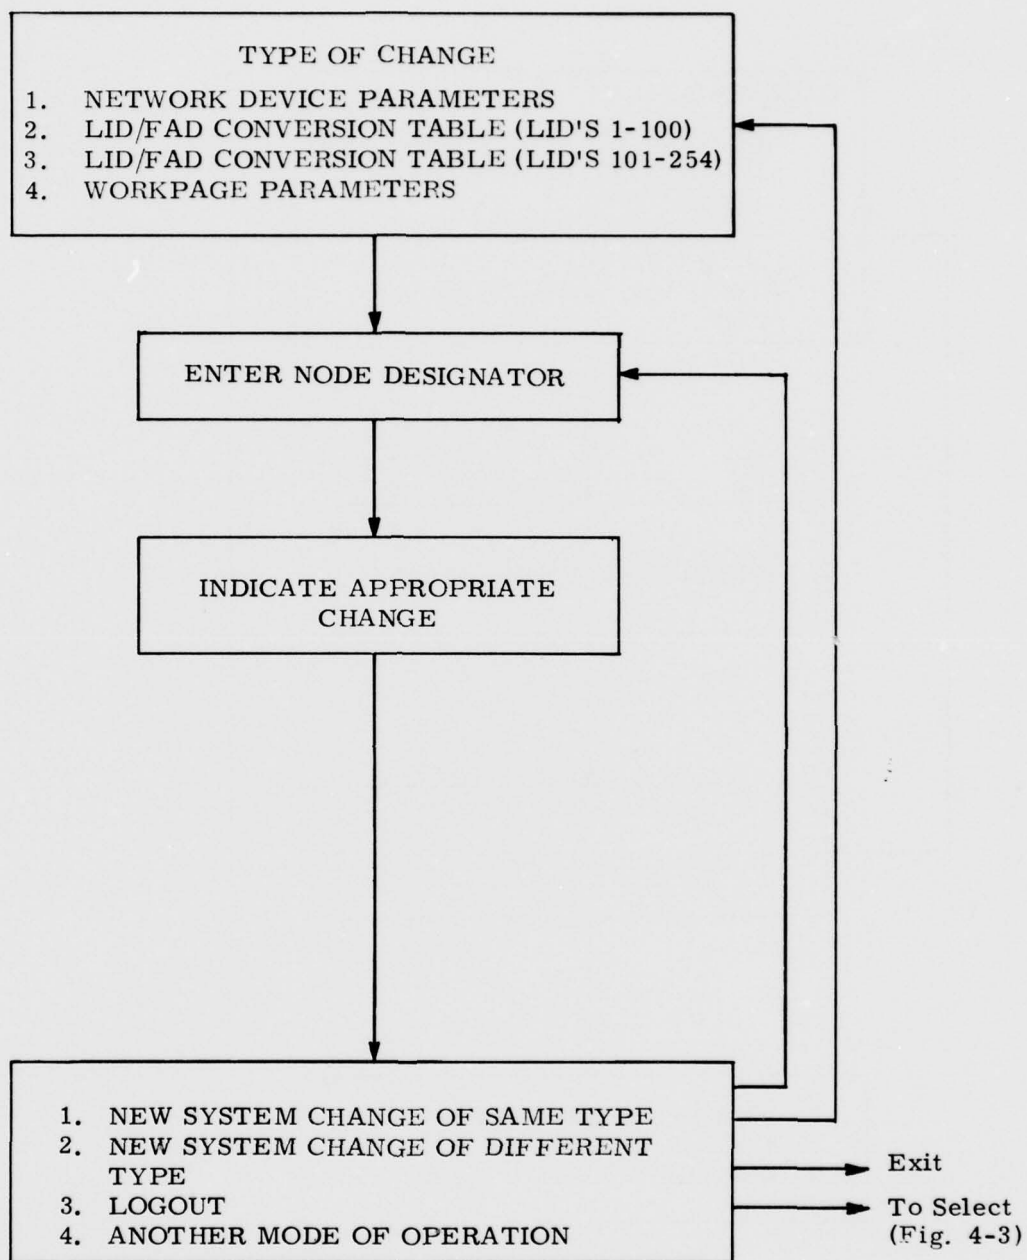 TYPE OF CHANGE
1. NETWORK DEVICE PARAMETERS
2. LID/FAD CONVERSION TABLE (LID'S 1-100)
3. LID/FAD CONVERSION TABLE (LID'S 101-254)
4. WORKPAGE PARAMETERS
ENTER NODE DESIGNATOR
INDICATE APPROPRIATE
CHANGE
1. NEW SYSTEM CHANGE OF SAME TYPE
2. NEW SYSTEM CHANGE OF DIFFERENT
TYPE
3. LOGOUT
4. ANOTHER MODE OF OPERATION
Exit
To Select
(Fig. 4-3)